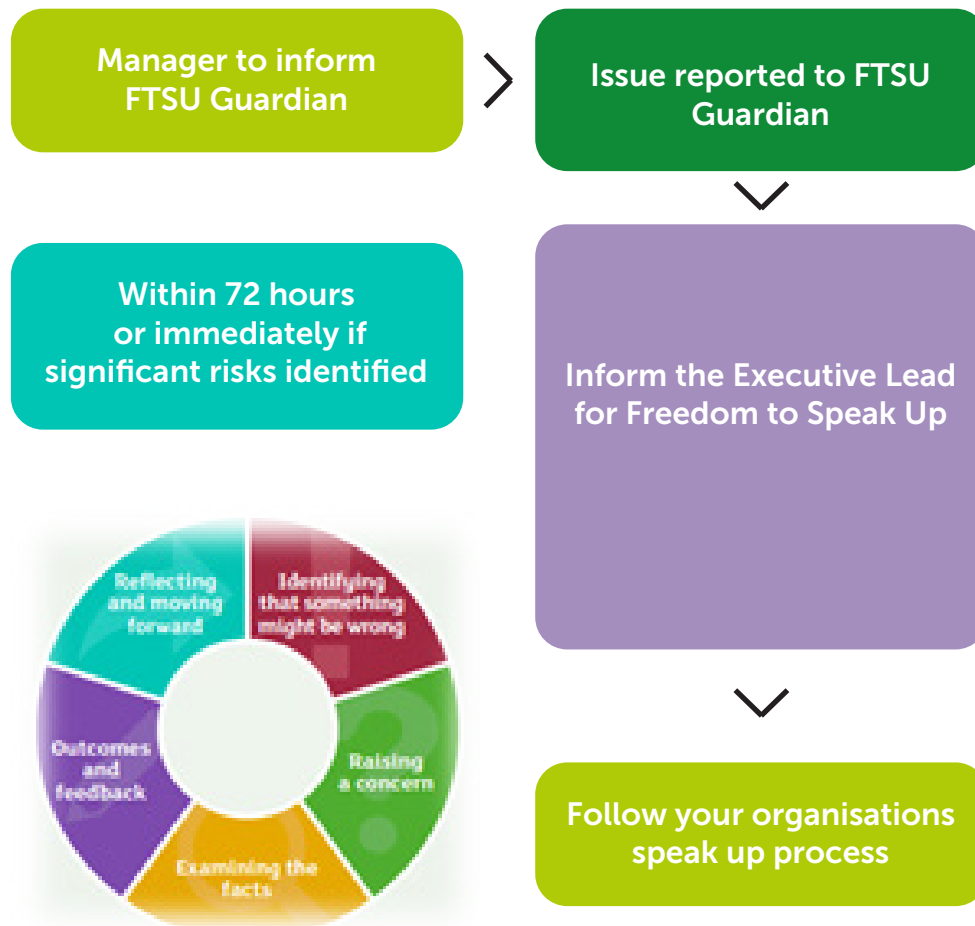 Manager to inform
FTSU Guardian
Issue reported to FTSU
Guardian
Within 72 hours
or immediately if
significant risks identified
Inform the Executive Lead
for Freedom to Speak Up
Reflecting
and moving
forward
Identifying
that something
might be wrong
Outcomes
and
feedback
Raising
a concern
Examining the
facts
Follow your organisations
speak up process